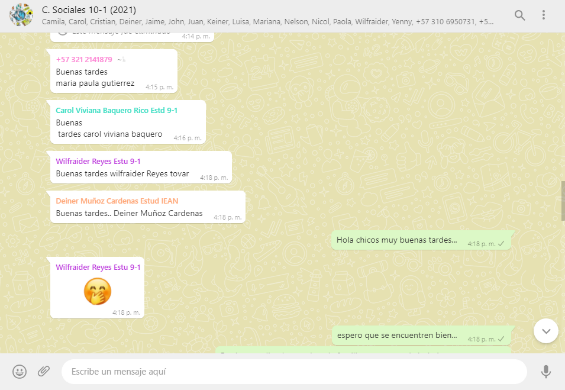 C. Sociales 10-1 (2021)
Camila, Carol, Cristian, Deiner, Jaime, John, Juan, Keiner, Luisa, Mariana, Nelson, Nicol, Paola, Wilfraider, Yenny, +57 310 6950731, +5...
4:14 p. m.
+57 321 2141879
Buenas tardes
maria paula gutierrez
4:15 p. m.
Carol Viviana Baquero Rico Estd 9-1
Buenas
tardes carol viviana baquero
4:16 p. m.
Wilfraider Reyes Estu 9-1
Buenas tardes wilfraider Reyes tovar
4:18 p. m.
Deiner Muñoz Cardenas Estud IEAN
Buenas tardes.. Deiner Muñoz Cardenas
4:18 p. m.
Hola chicos muy buenas tardes...
4:18 p. m.
Wilfraider Reyes Estu 9-1
4:18 p. m.
espero que se encuentren bien...
4:18 p. m.
Escribe un mensaje aquí